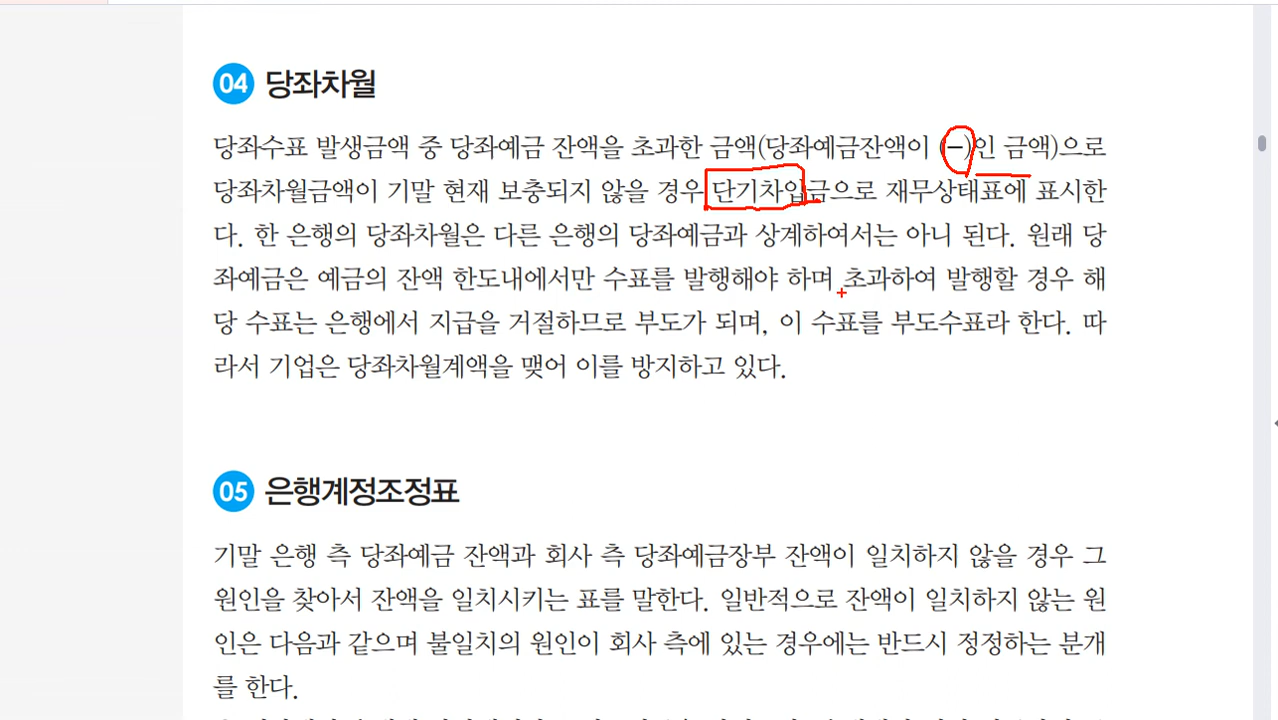 04 당좌차월
당좌수표 발생금액 중 당좌예금 잔액을 초과한 금액(당좌예금잔액이 (−)인 금액)으로
당좌차월금액이 기말 현재 보충되지 않을 경우 단기차입금으로 재무상태표에 표시한
다. 한 은행의 당좌차월은 다른 은행의 당좌예금과 상계하여서는 아니 된다. 원래 당
좌예금은 예금의 잔액 한도내에서만 수표를 발행해야 하며 초과하여 발행할 경우 해
당 수표는 은행에서 지급을 거절하므로 부도가 되며, 이 수표를 부도수표라 한다. 따
라서 기업은 당좌차월계액을 맺어 이를 방지하고 있다.
05 은행계정조정표
기말 은행 측 당좌예금 잔액과 회사 측 당좌예금장부 잔액이 일치하지 않을 경우 그
원인을 찾아서 잔액을 일치시키는 표를 말한다. 일반적으로 잔액이 일치하지 않는 원
인은 다음과 같으며 불일치의 원인이 회사 측에 있는 경우에는 반드시 정정하는 분개
를 한다.